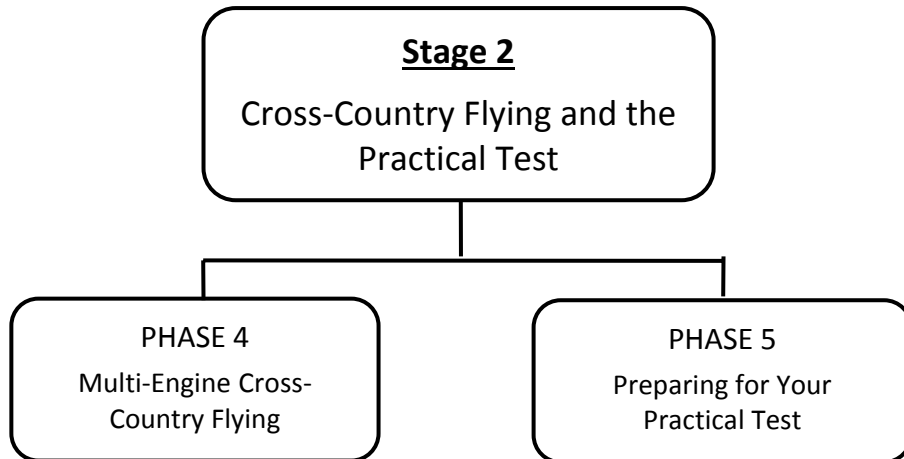 Stage 2
Cross-Country Flying and the
Practical Test
PHASE 4
Multi-Engine Cross-
Country Flying
PHASE 5
Preparing for Your
Practical Test